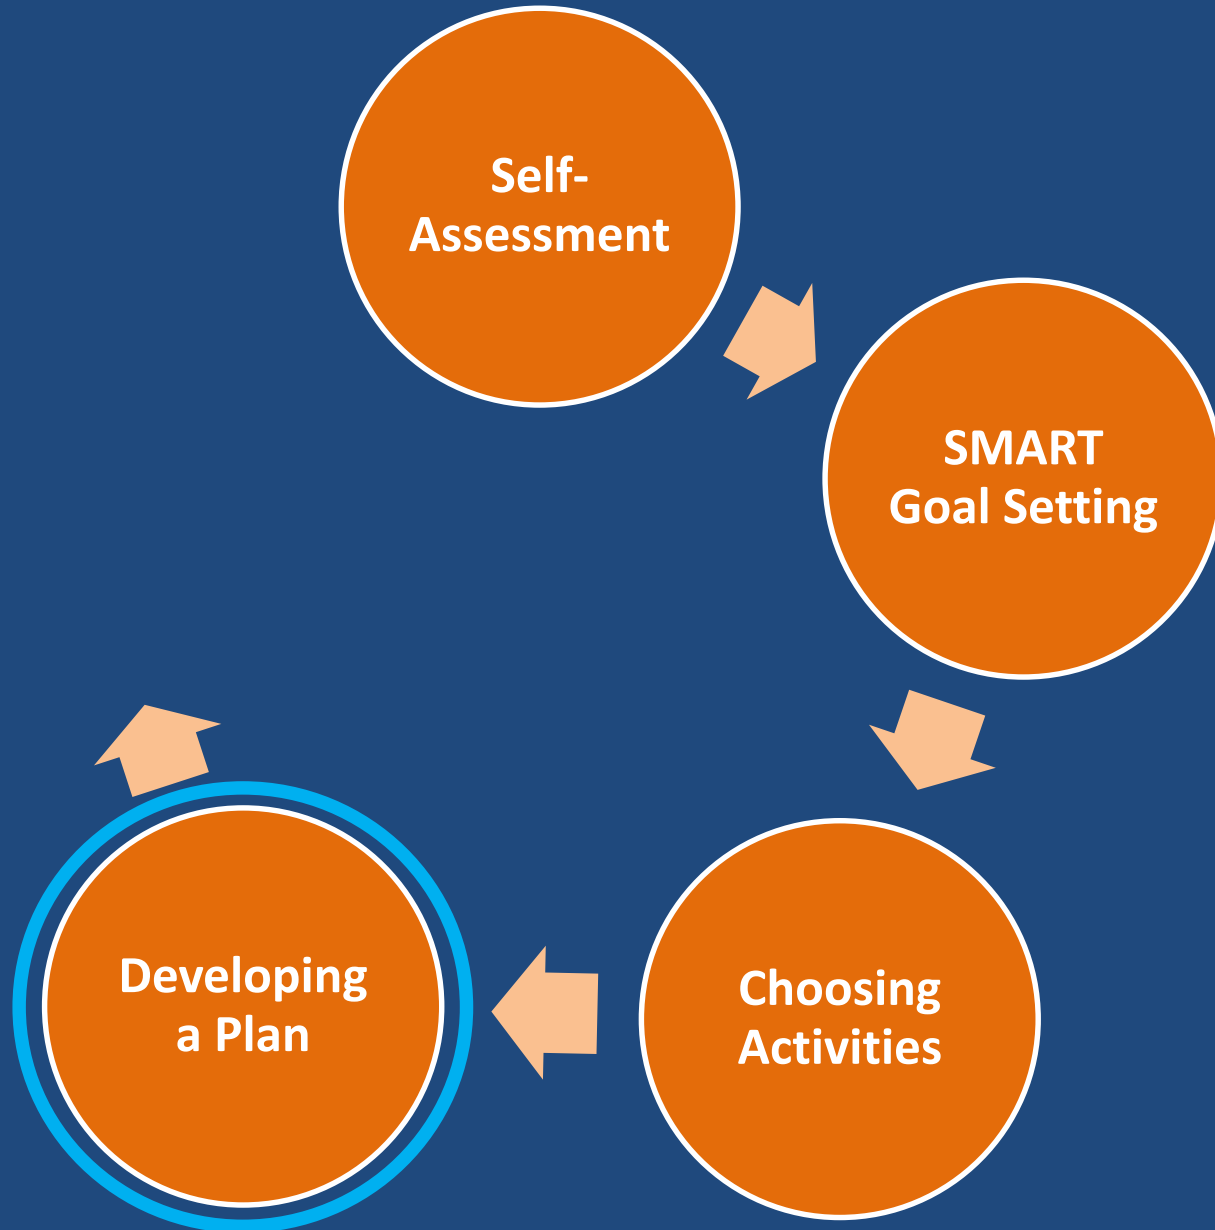 Self-
Assessment
SMART
Goal Setting
Choosing
Activities
Developing
a Plan